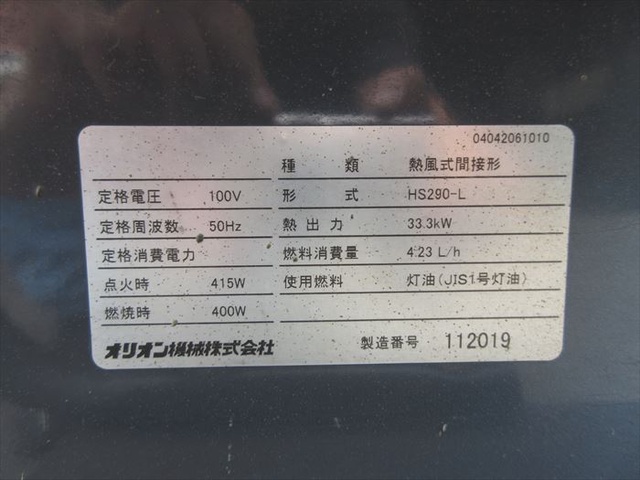 04042061010
種 類 熱風式間接形
定格電圧 100V 形 式 HS290-L
定格周波数 50Hz 熱出力 33.3kW
定格消費電力 燃料消費量 4.23 L/h
点火時 415W 使用燃料 灯油(JIS1号灯油)
燃焼時 400W
オリオン機械株式会社 製造番号 112019